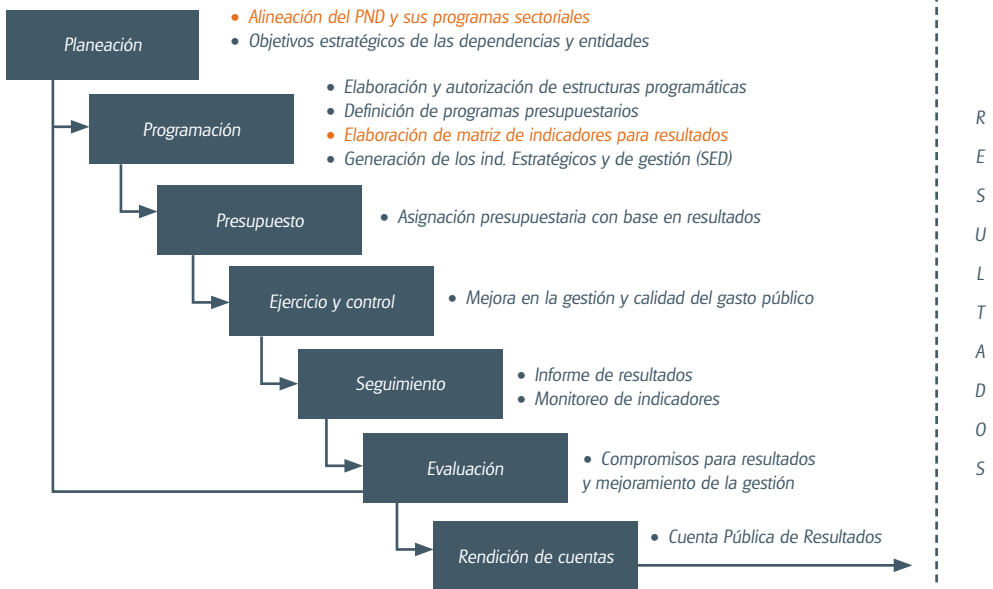 Planeación
• Alineación del PND y sus programas sectoriales
• Objetivos estratégicos de las dependencias y entidades
Programación
• Elaboración y autorización de estructuras programáticas
• Definición de programas presupuestarios
• Elaboración de matriz de indicadores para resultados
• Generación de los ind. Estratégicos y de gestión (SED)
Presupuesto
• Asignación presupuestaria con base en resultados
Ejercicio y control
• Mejora en la gestión y calidad del gasto público
Seguimiento
• Informe de resultados
• Monitoreo de indicadores
Evaluación
• Compromisos para resultados
y mejoramiento de la gestión
Rendición de cuentas
• Cuenta Pública de Resultados
R
E
S
U
L
T
A
D
O
S